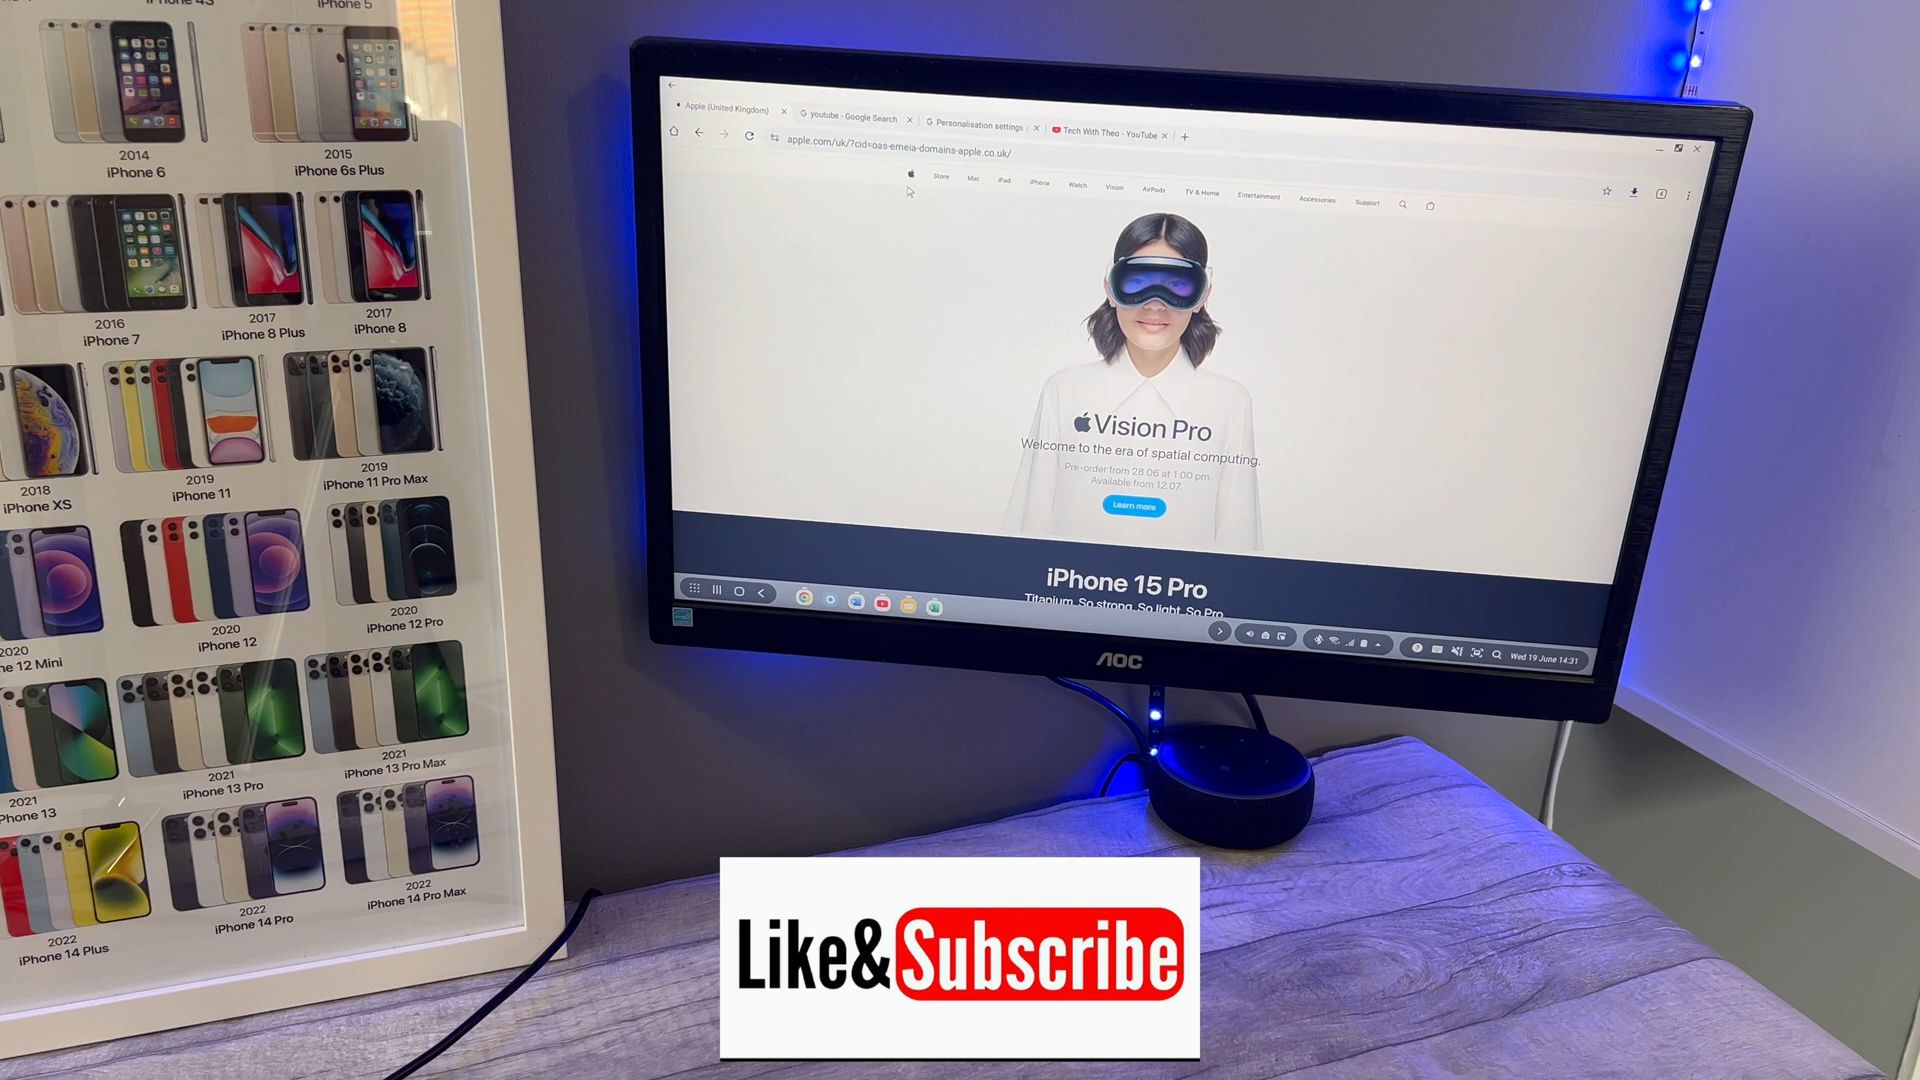 iPhone 5
2014
iPhone 6
2015
iPhone 6s Plus
2016
iPhone 7
2017
iPhone 8 Plus
2017
iPhone 8
2018
iPhone XS
2019
iPhone 11
2019
iPhone 11 Pro Max
2020
ne 12 Mini
2020
iPhone 12
2020
iPhone 12 Pro
2021
Phone 13
2021
iPhone 13 Pro
2021
iPhone 13 Pro Max
2022
iPhone 14 Plus
2022
iPhone 14 Pro
2022
iPhone 14 Pro Max
Apple (United Kingdom)
youtube - Google Search
Personalisation settings
Tech With Theo - YouTube
apple.com/uk/?cid=oas-emeia-domains-apple.co.uk/
Store Mac iPad iPhone Watch Vision AirPods TV & Home Entertainment Accessories Support
Vision Pro
Welcome to the era of spatial computing.
Pre-order from 28.06 at 1:00 pm.
Available from 12.07.
Learn more
iPhone 15 Pro
Titanium. So strong. So light. So Pro.
Wed 19 June 14:31
AOC
Like&Subscribe